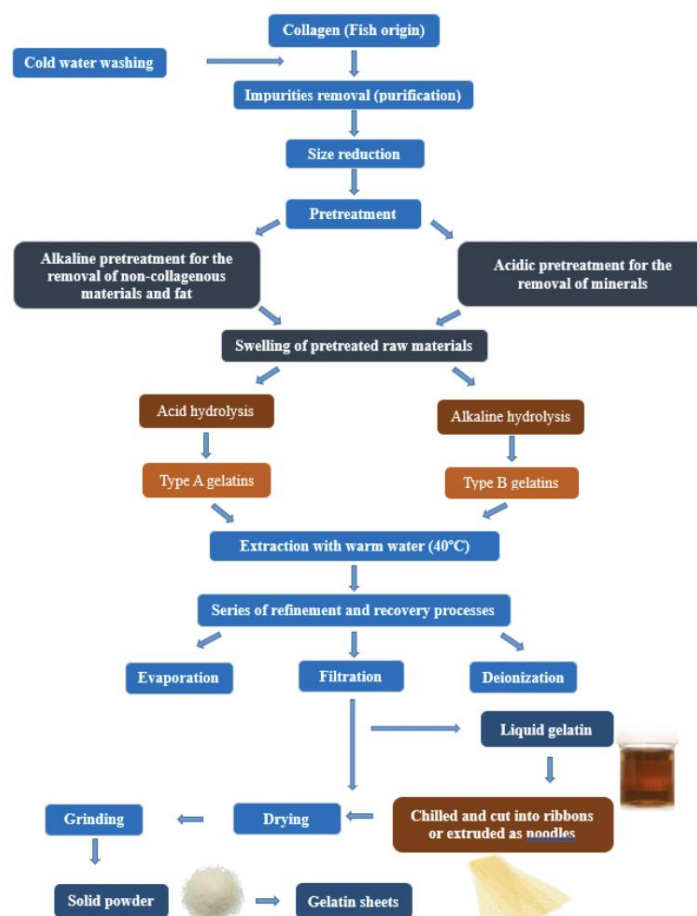 Collagen (Fish origin)
Cold water washing
Impurities removal (purification)
Size reduction
Pretreatment
Alkaline pretreatment for the
removal of non-collagenous
materials and fat
Acidic pretreatment for the
removal of minerals
Swelling of pretreated raw materials
Acid hydrolysis
Alkaline hydrolysis
Type A gelatins
Type B gelatins
Extraction with warm water (40°C)
Series of refinement and recovery processes
Evaporation
Filtration
Deionization
Liquid gelatin
Chilled and cut into ribbons
or extruded as noodles
Drying
Grinding
Solid powder
Gelatin sheets